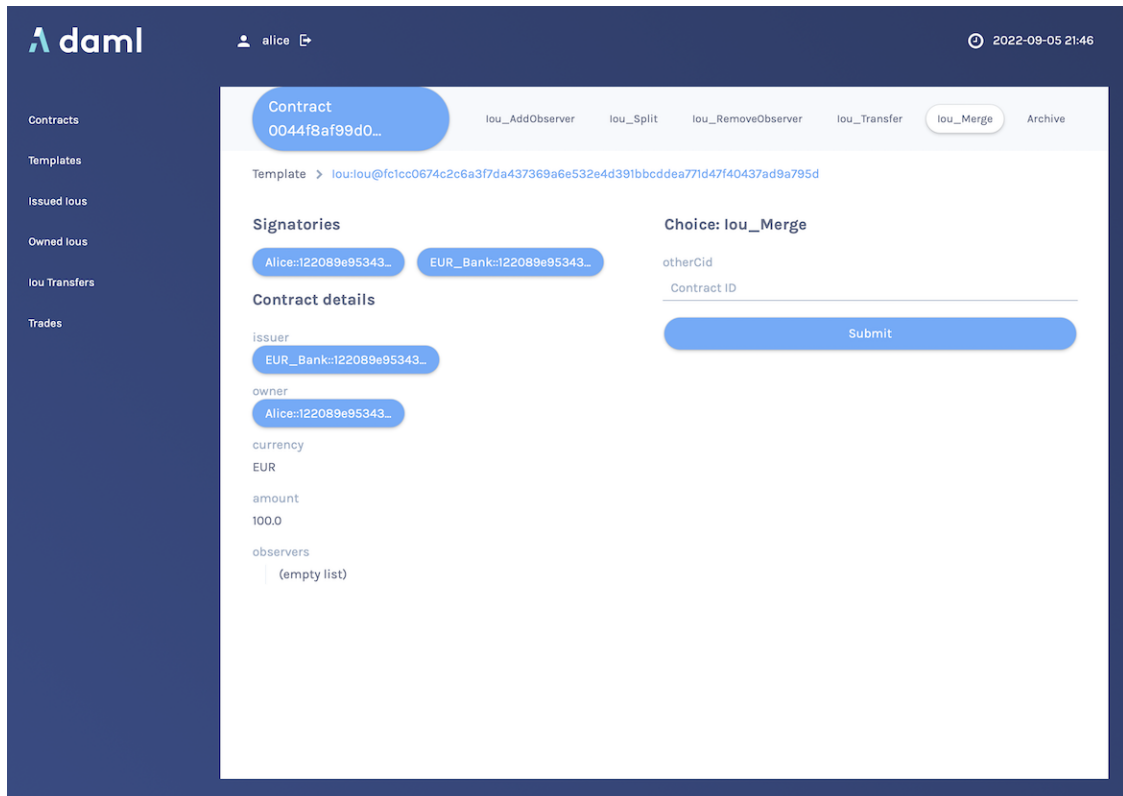 daml
alice
2022-09-05 21:46
Contracts
Templates
Issued Ious
Owned Ious
Iou Transfers
Trades
Contract
0044f8af99d0...
Iou_AddObserver
Iou_Split
Iou_RemoveObserver
Iou_Transfer
Iou_Merge
Archive
Template > Iou:Iou@fc1cc0674c2c6a3f7da437369a6e532e4d391bbcddea771d47f40437ad9a795d
Signatories
Alice::122089e95343...
EUR_Bank::122089e95343...
Contract details
issuer
EUR_Bank::122089e95343...
owner
Alice::122089e95343...
currency
EUR
amount
100.0
observers
(empty list)
Choice: Iou_Merge
otherCid
Contract ID
Submit